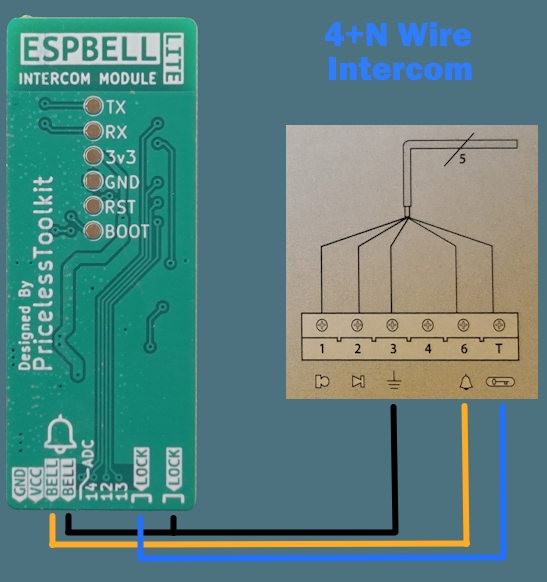 4+N Wire
Intercom
ESPBELL
LITE
INTERCOM MODULE
TX
RX
3v3
GND
RST
BOOT
Designed By
PricelessToolkit
GND
VCC
BELL
BELL
ADC
14
12
13
LOCK
LOCK
5
1 2 3 4 6 T